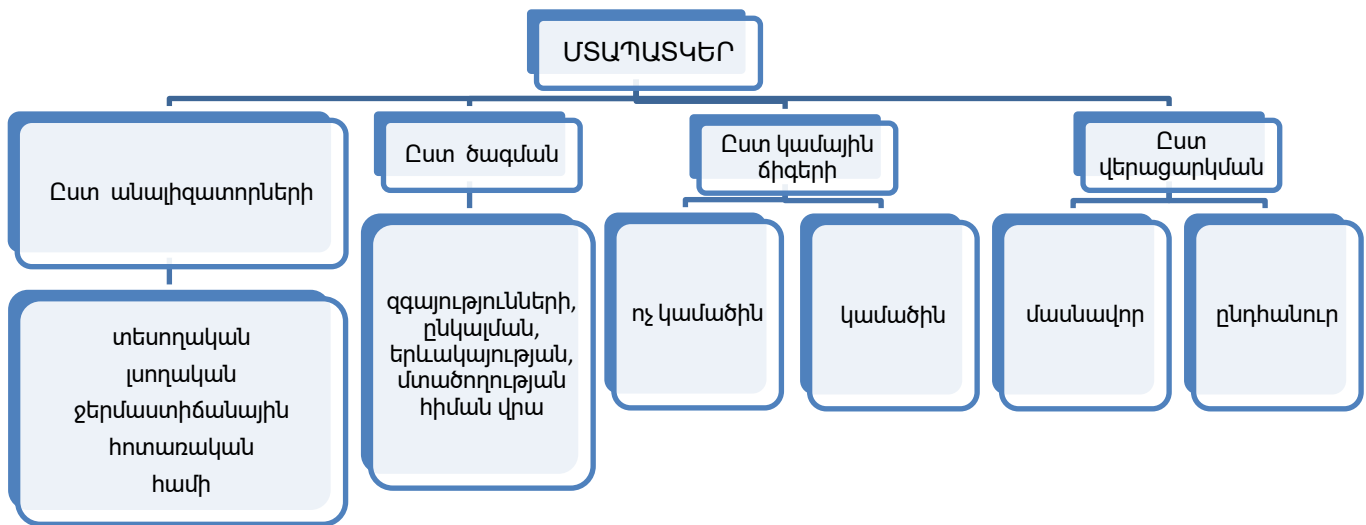 ՄՏԱՊԱՏԿԵՐ
Ըստ անալիզատորների
Ըստ ծագման
Ըստ կամային
ճիգերի
Ըստ
վերացարկման
տեսողական
լսողական
ջերմաստիճանային
հոտառական
համի
զգայությունների,
ընկալման,
երևակայության,
մտածողության
հիման վրա
ոչ կամածին
կամածին
մասնավոր
ընդհանուր